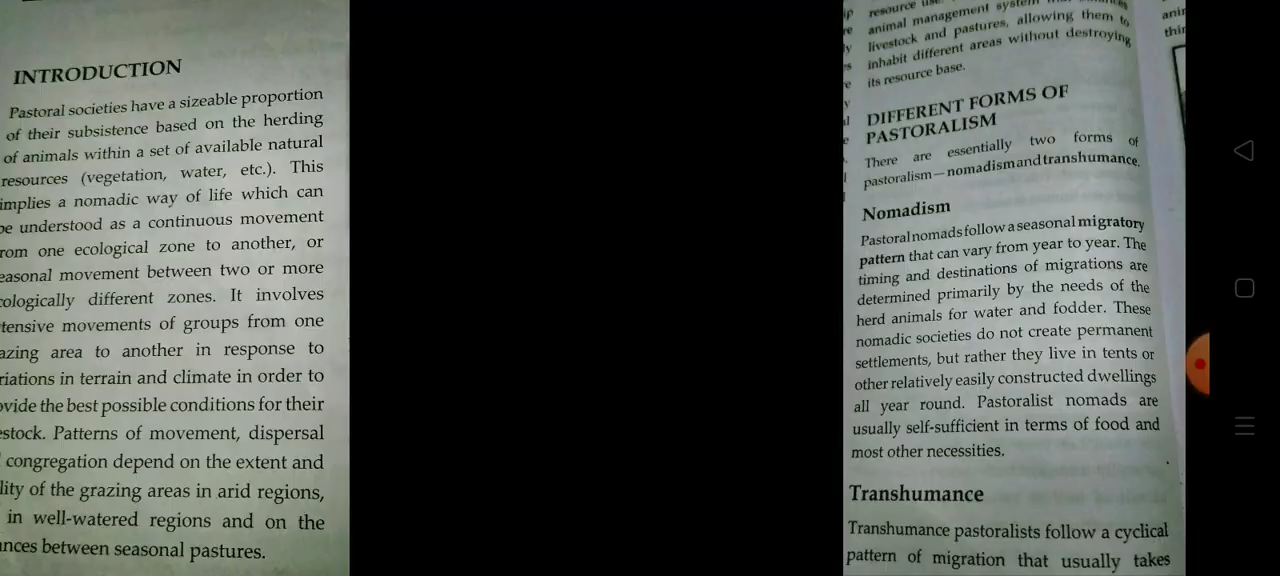 INTRODUCTION
Pastoral societies have a sizeable proportion
of their subsistence based on the herding
of animals within a set of available natural
resources (vegetation, water, etc.). This
implies a nomadic way of life which can
be understood as a continuous movement
from one ecological zone to another, or
seasonal movement between two or more
ecologically different zones. It involves
movements of groups from one
grazing area to another in response to
variations in terrain and climate in order to
provide the best possible conditions for their
livestock. Patterns of movement, dispersal
congregation depend on the extent and
of the grazing areas in arid regions,
in well-watered regions and on the
between seasonal pastures.
resource use.
animal management system
livestock and pastures, allowing them to
inhabit different areas without destroying
its resource base.
DIFFERENT FORMS OF
PASTORALISM
There are essentially two forms of
pastoralism — nomadism and transhumance.
Nomadism
Pastoral nomads follow a seasonal migratory
pattern that can vary from year to year. The
timing and destinations of migrations are
determined primarily by the needs of the
herd animals for water and fodder. These
nomadic societies do not create permanent
settlements, but rather they live in tents or
other relatively easily constructed dwellings
all year round. Pastoralist nomads are
usually self-sufficient in terms of food and
most other necessities.
Transhumance
Transhumance pastoralists follow a cyclical
pattern of migration that usually takes